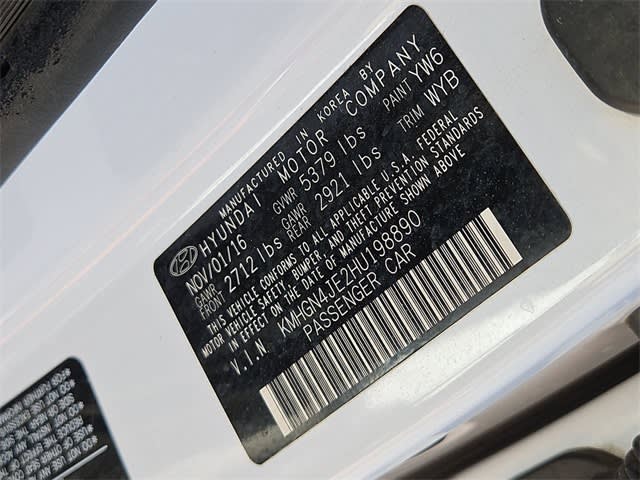 MANUFACTURED IN KOREA BY
HYUNDAI MOTOR COMPANY
NOV/01/16 GVWR 5379 lbs PAINT YW6
GAWR FRONT 2712 lbs GAWR REAR 2921 lbs TRIM WYB
THIS VEHICLE CONFORMS TO ALL APPLICABLE U.S.A. FEDERAL
MOTOR VEHICLE SAFETY, BUMPER, AND THEFT PREVENTION STANDARDS
IN EFFECT ON THE DATE OF MANUFACTURE SHOWN ABOVE
V.I.N. KMHGN4JE2HU198890
PASSENGER CAR